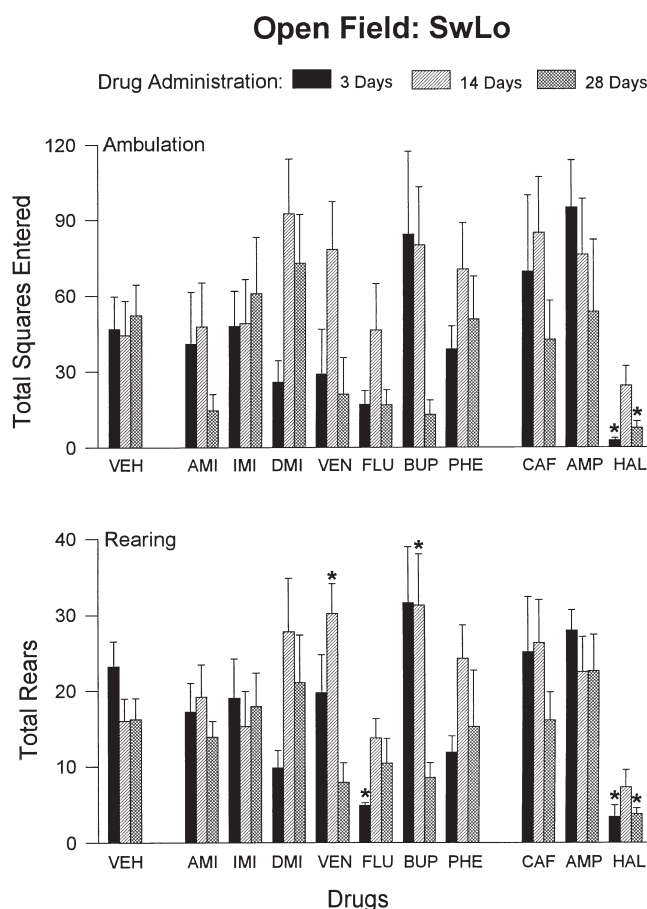 Open Field: SwLo
Drug Administration: 3 Days 14 Days 28 Days
Ambulation
Total Squares Entered
120
90
60
30
0
* *
VEH AMI IMI DMI VEN FLU BUP PHE CAF AMP HAL
Rearing
Total Rears
40
30
20
10
0
* * * * *
VEH AMI IMI DMI VEN FLU BUP PHE CAF AMP HAL
Drugs